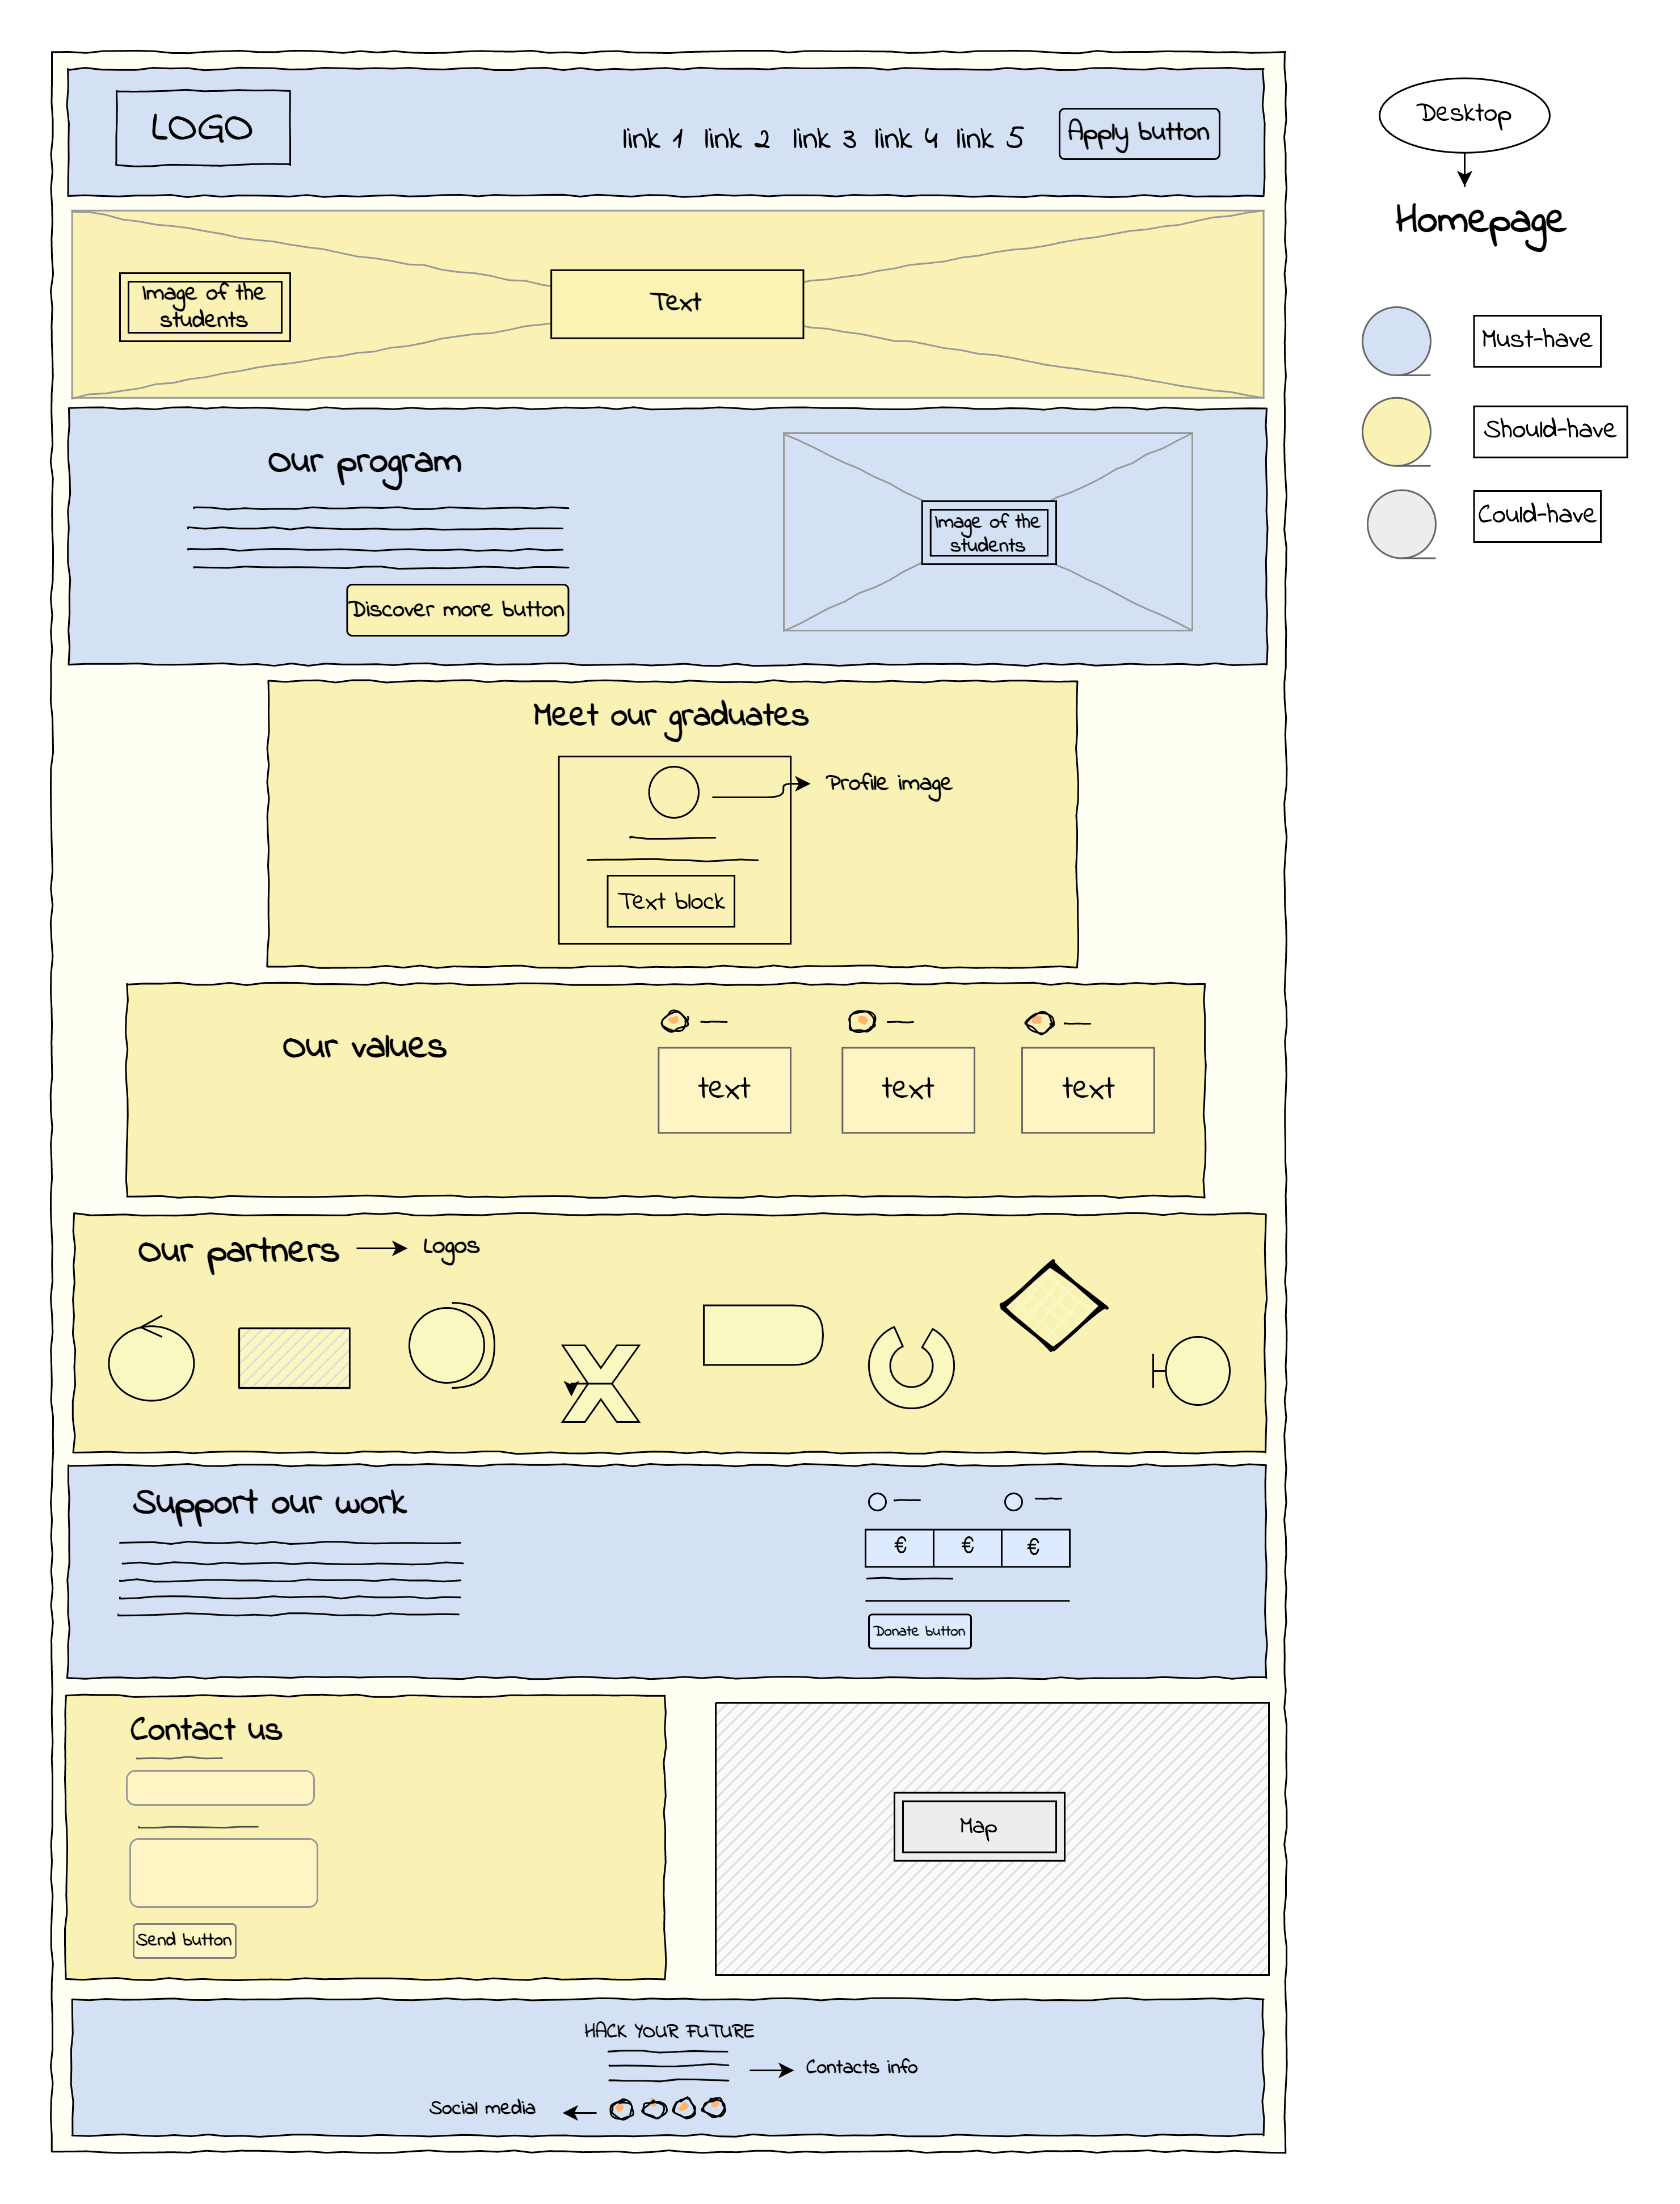 LOGO
link 1 link 2 link 3 link 4 link 5
Apply button
Desktop
Homepage
Must-have
Should-have
Could-have
Image of the
students
Text
Our program
Discover more button
Image of the
students
Meet our graduates
Profile image
Text block
Our values
text
text
text
Our partners
Logos
Support our work
€ € €
Donate button
Contact us
Send button
Map
HACK YOUR FUTURE
Contacts info
Social media